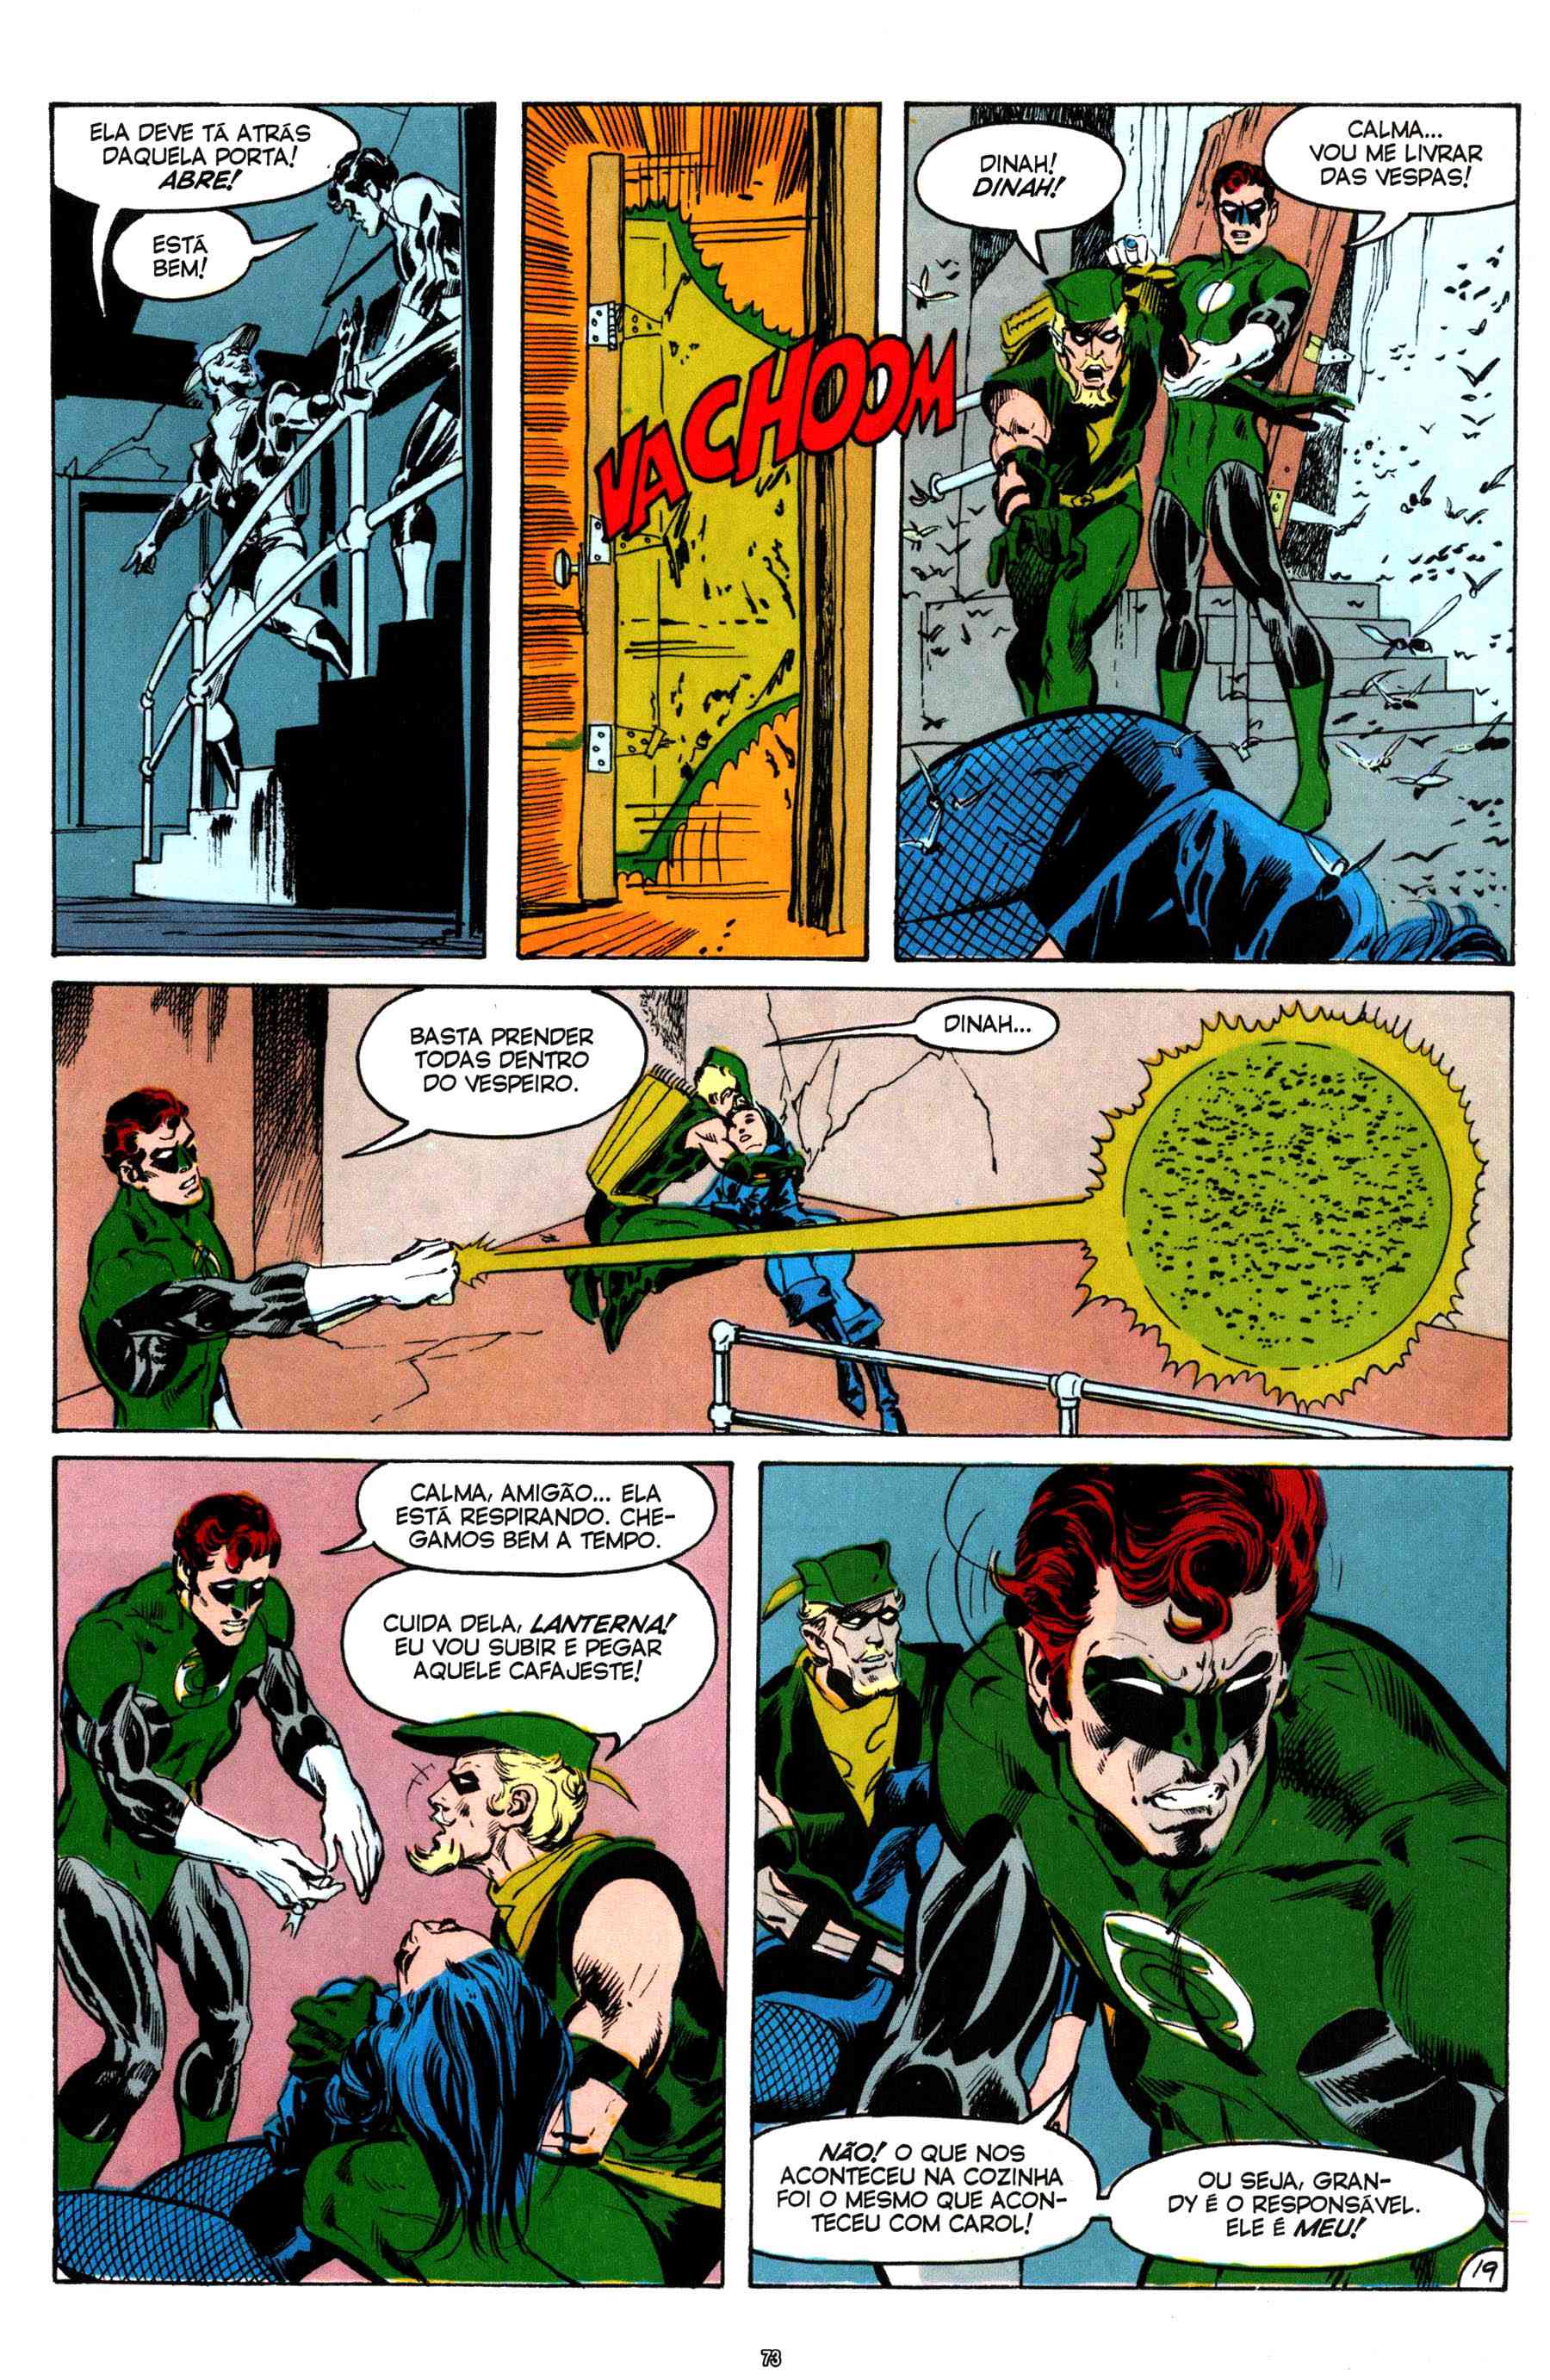 ELA DEVE TÁ ATRÁS
DAQUELA PORTA!
ABRE!
ESTÁ
BEM!
VACHOOM
DINAH!
DINAH!
CALMA...
VOU ME LIVRAR
DAS VESPAS!
BASTA PRENDER
TODAS DENTRO
DO VESPEIRO.
DINAH...
CALMA, AMIGÃO... ELA
ESTÁ RESPIRANDO. CHE-
GAMOS BEM A TEMPO.
CUIDA DELA, LANTERNA!
EU VOU SUBIR E PEGAR
AQUELE CAFAJESTE!
NÃO! O QUE NOS
ACONTECEU NA COZINHA
FOI O MESMO QUE ACON-
TECEU COM CAROL!
OU SEJA, GRAN-
DY É O RESPONSÁVEL.
ELE É MEU!
19
73